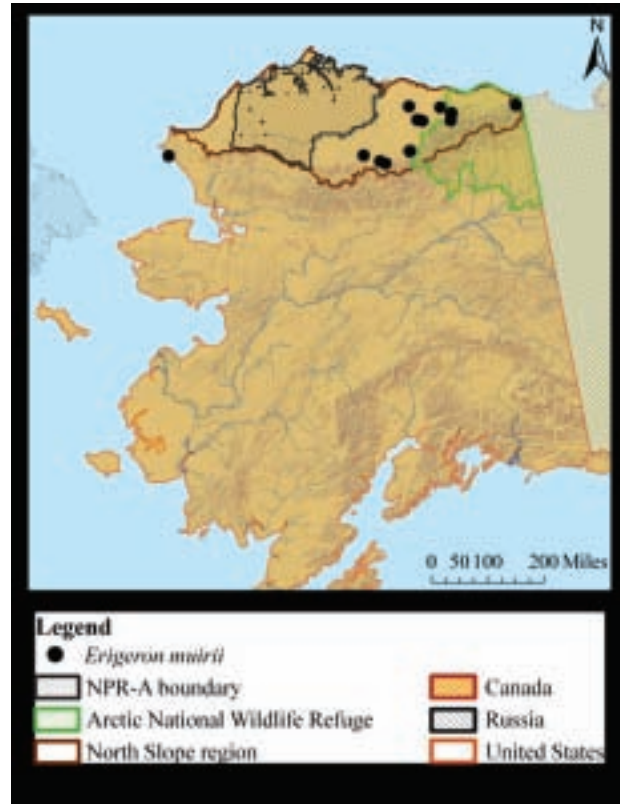 N
0 50 100 200 Miles
Legend
Erigeron muirii
NPR-A boundary
Canada
Arctic National Wildlife Refuge
Russia
North Slope region
United States